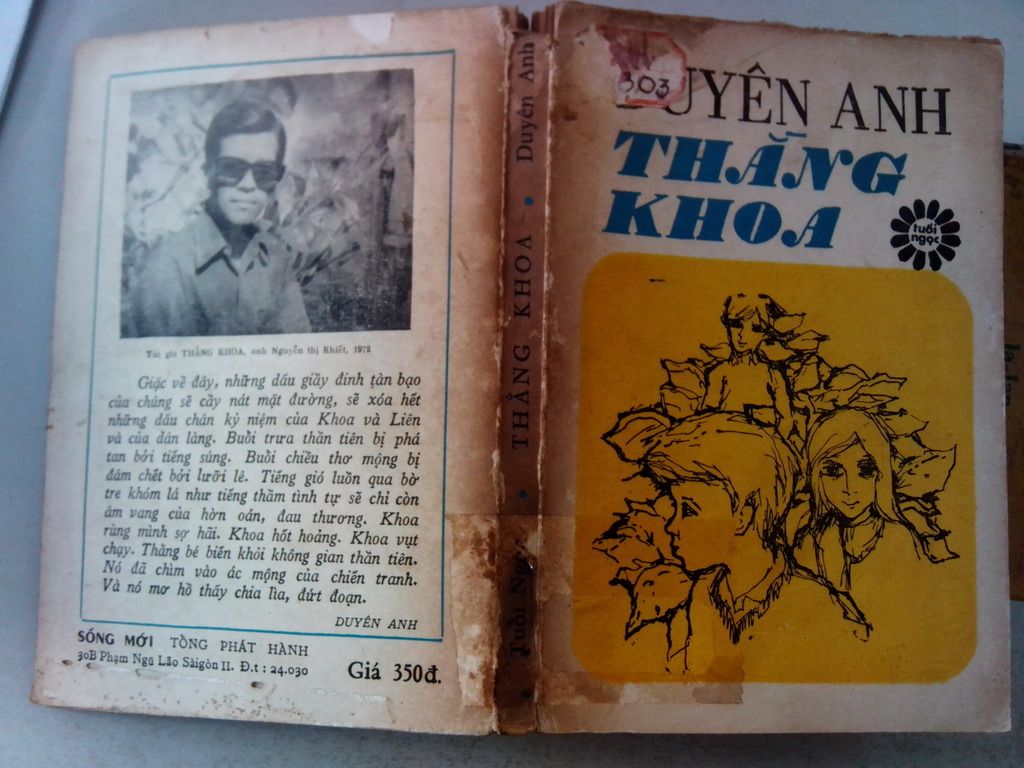 Tác giả THẰNG KHOA, ảnh Nguyễn thị Khiết, 1972
Giặc về đây, những dấu giầy đinh tàn bạo
của chúng sẽ cầy nát mặt đường, sẽ xóa hết
những dấu chân kỷ niệm của Khoa và Liên
và của dân làng. Buổi trưa thần tiên bị phá
tan bởi tiếng súng. Buổi chiều thơ mộng bị
đâm chết bởi lưỡi lê. Tiếng gió luồn qua bờ
tre khóm lá như tiếng thầm tình tự sẽ chỉ còn
âm vang của hờn oán, đau thương. Khoa
rùng mình sợ hãi. Khoa hốt hoảng. Khoa vụt
chạy. Thằng bé biến khỏi không gian thần tiên.
Nó đã chìm vào ác mộng của chiến tranh.
Và nó mơ hồ thấy chia lìa, đứt đoạn.
DUYÊN ANH
SỐNG MỚI TỔNG PHÁT HÀNH
30B Phạm Ngũ Lão Sàigòn II. Đ.t : 24.030
Giá 350đ.
Tuổi • THẰNG KHOA • Duyên Anh
303
DUYÊN ANH
THẰNG
KHOA
tuổi
ngọc